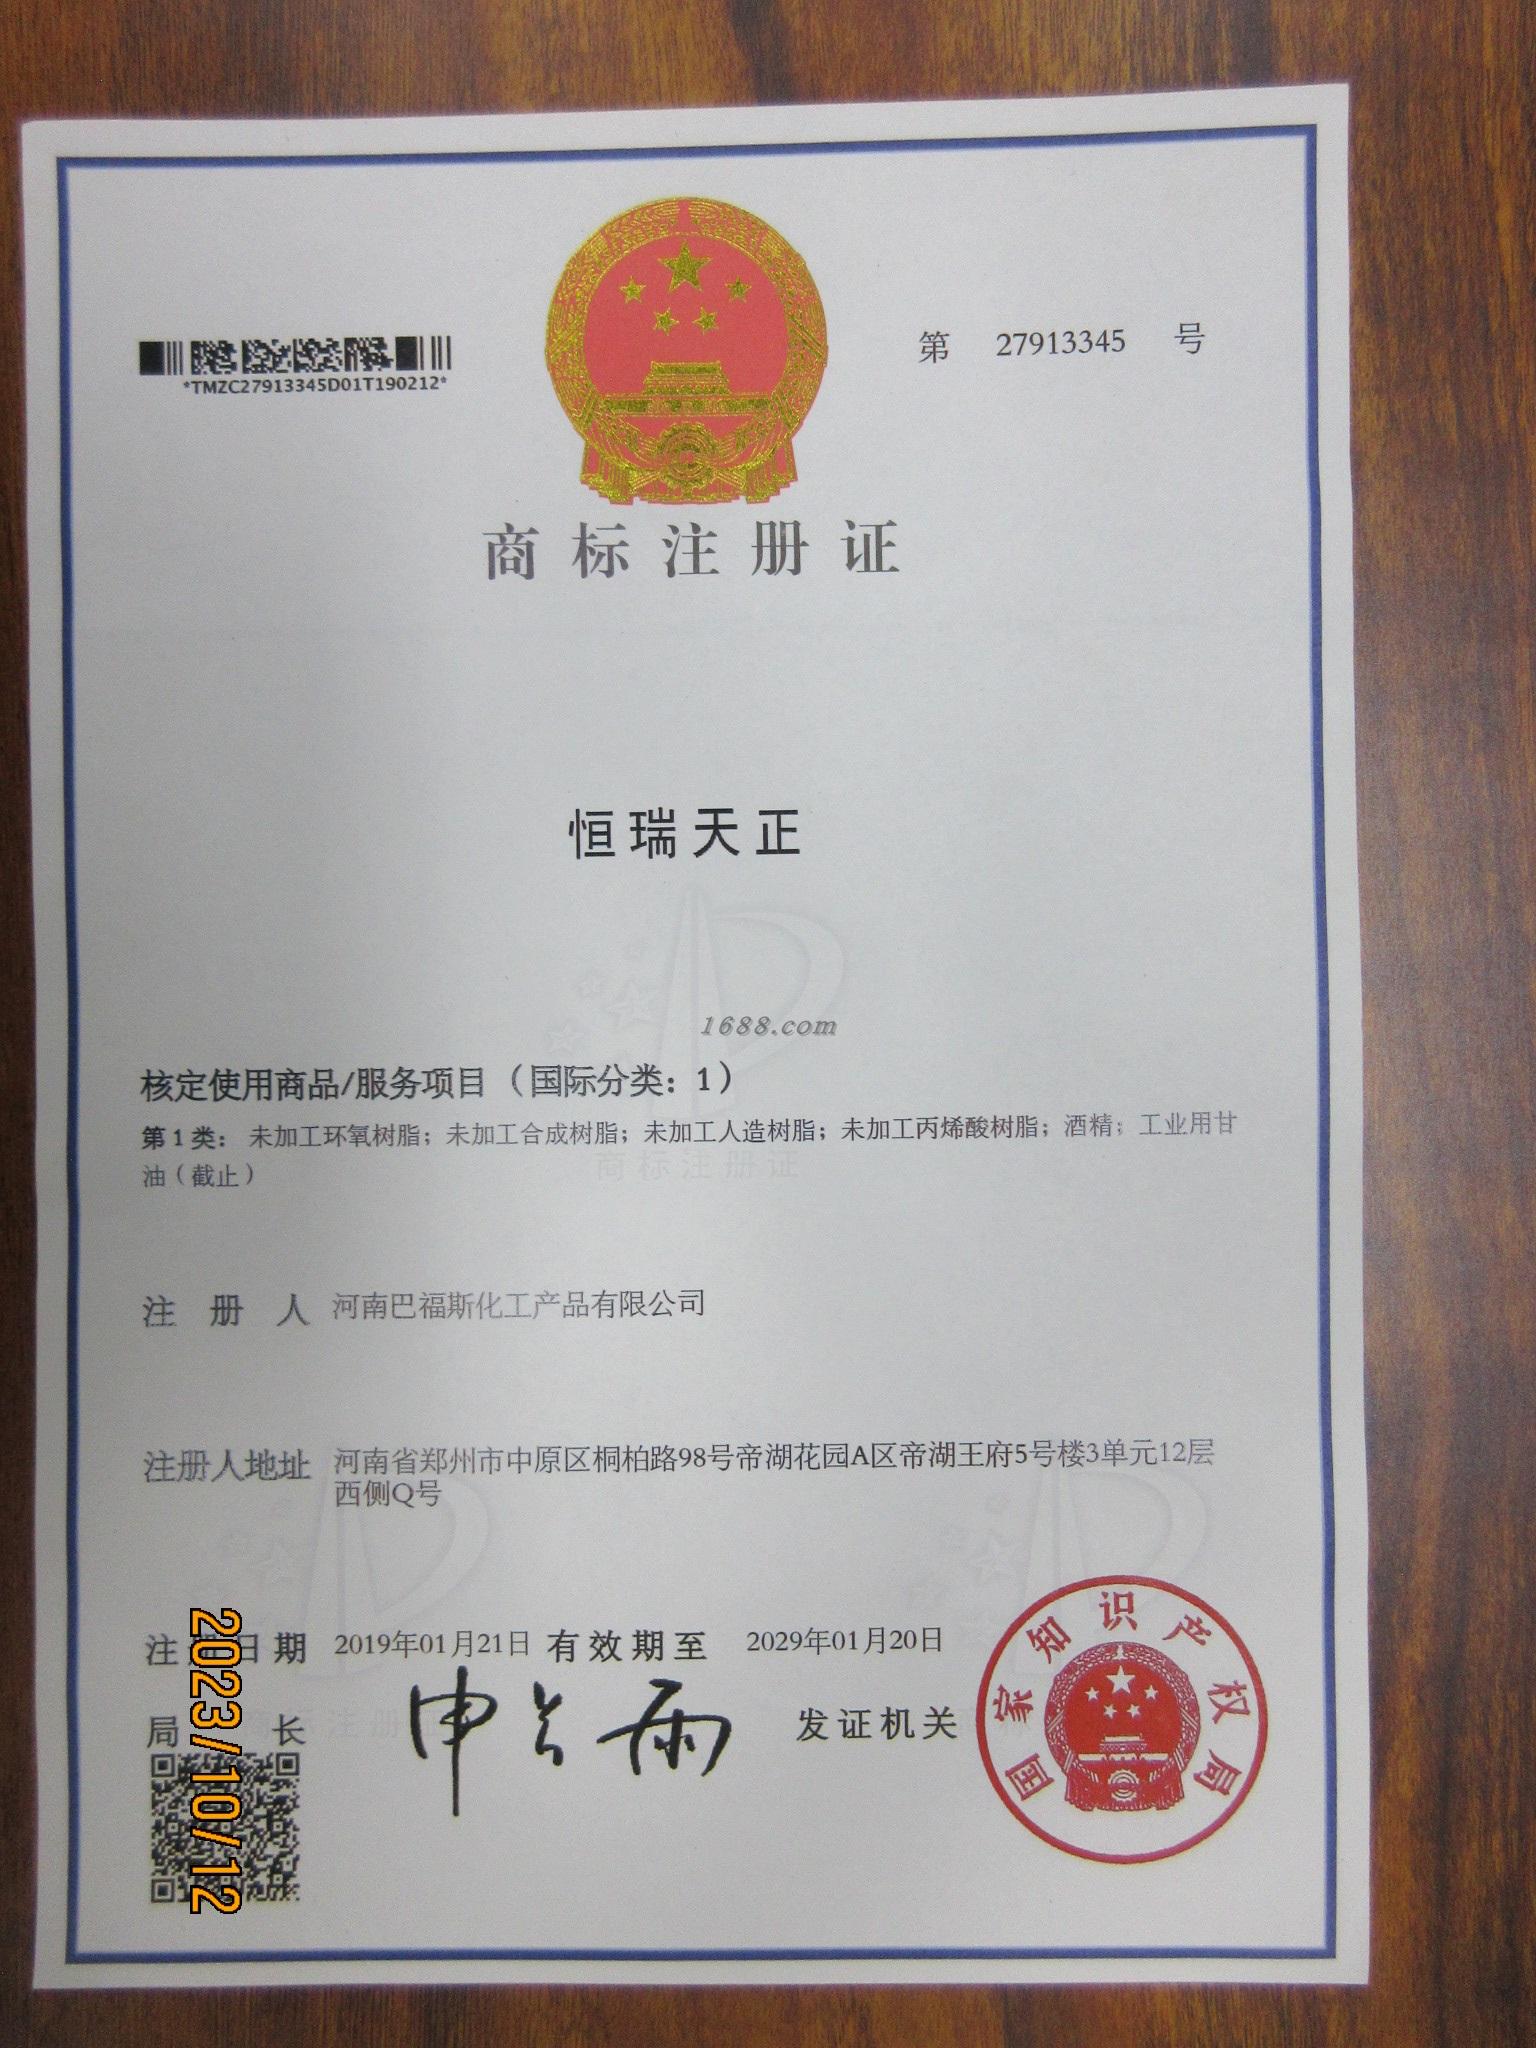 *TMZC27913345D01T190212*
第 27913345 号
商标注册证
恒瑞天正
1688.com
核定使用商品/服务项目（国际分类：1）
第1类：未加工环氧树脂；未加工合成树脂；未加工人造树脂；未加工丙烯酸树脂；酒精；工业用甘
油（截止）
商标注册证
注册人 河南巴福斯化工产品有限公司
注册人地址 河南省郑州市中原区桐柏路98号帝湖花园A区帝湖王府5号楼3单元12层
西侧Q号
注册日期 2019年01月21日 有效期至 2029年01月20日
局长 申长雨 发证机关
国家知识产权局
2023/10/12